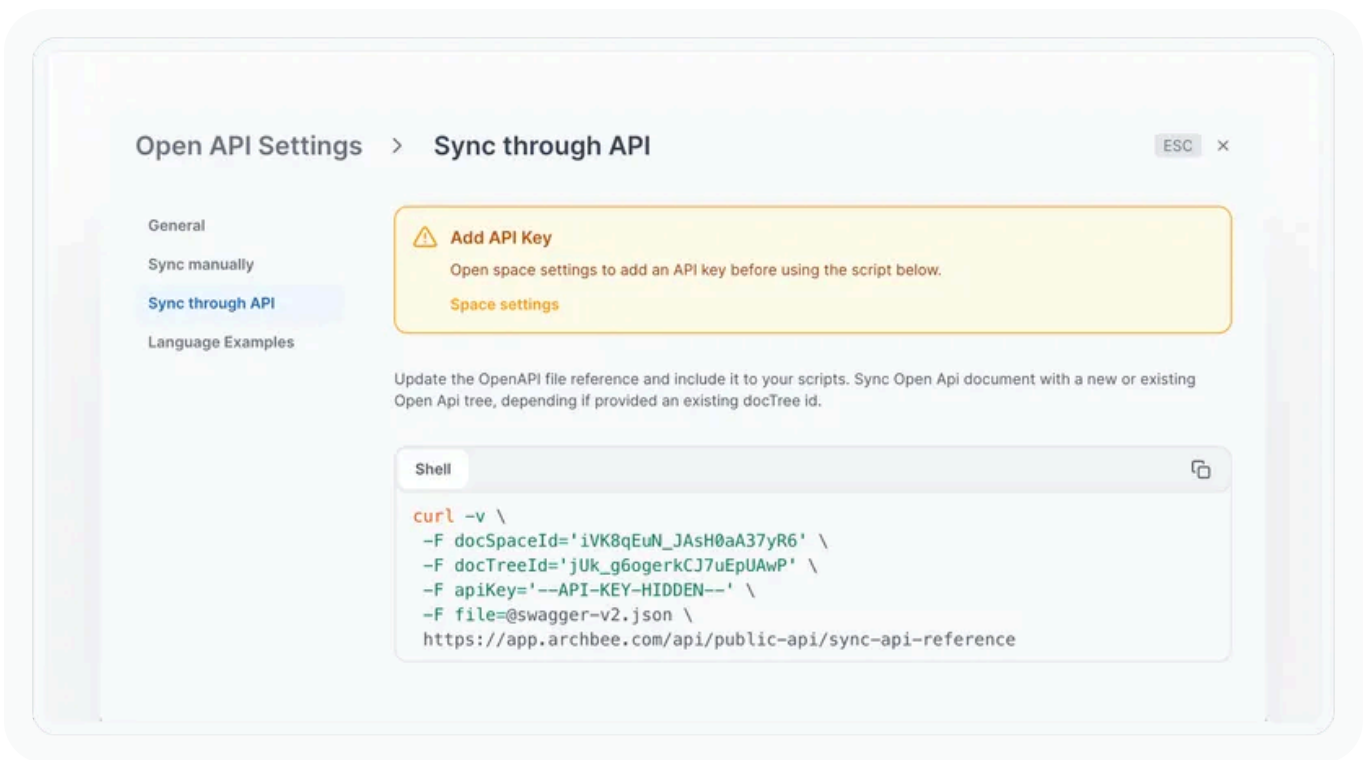 Open API Settings > Sync through API
ESC ×
General
Sync manually
Sync through API
Language Examples
Add API Key
Open space settings to add an API key before using the script below.
Space settings
Update the OpenAPI file reference and include it to your scripts. Sync Open Api document with a new or existing
Open Api tree, depending if provided an existing docTree id.
Shell
curl -v \
-F docSpaceId='iVK8qEuN_JAsH0aA37yR6' \
-F docTreeId='jUk_g6ogerkCJ7uEpUAwP' \
-F apiKey='--API-KEY-HIDDEN--' \
-F file=@swagger-v2.json \
https://app.archbee.com/api/public-api/sync-api-reference